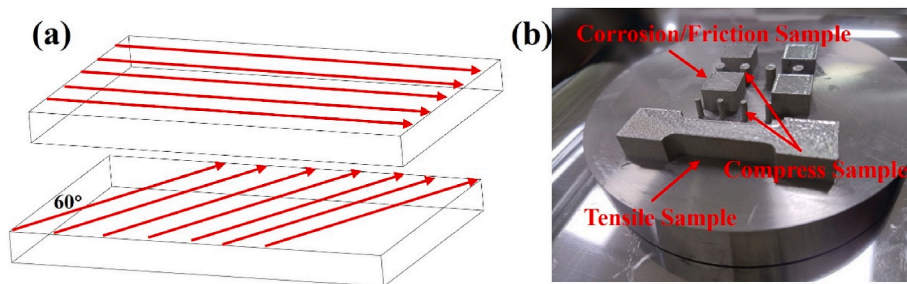 (a)
60°
(b)
Corrosion/Friction Sample
Compress Sample
Tensile Sample